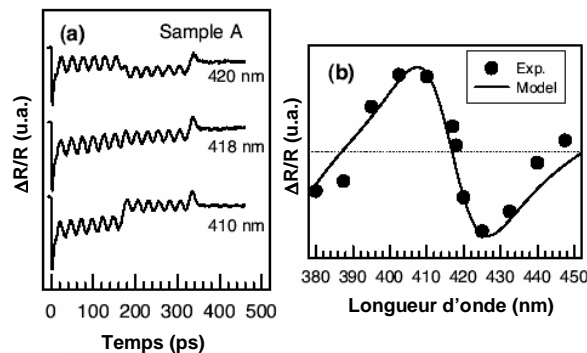 (a)
Sample A
420 nm
418 nm
410 nm
ΔR/R (u.a.)
0 100 200 300 400 500
Temps (ps)
(b)
Exp.
Model
ΔR/R (u.a.)
380 390 400 410 420 430 440 450
Longueur d'onde (nm)